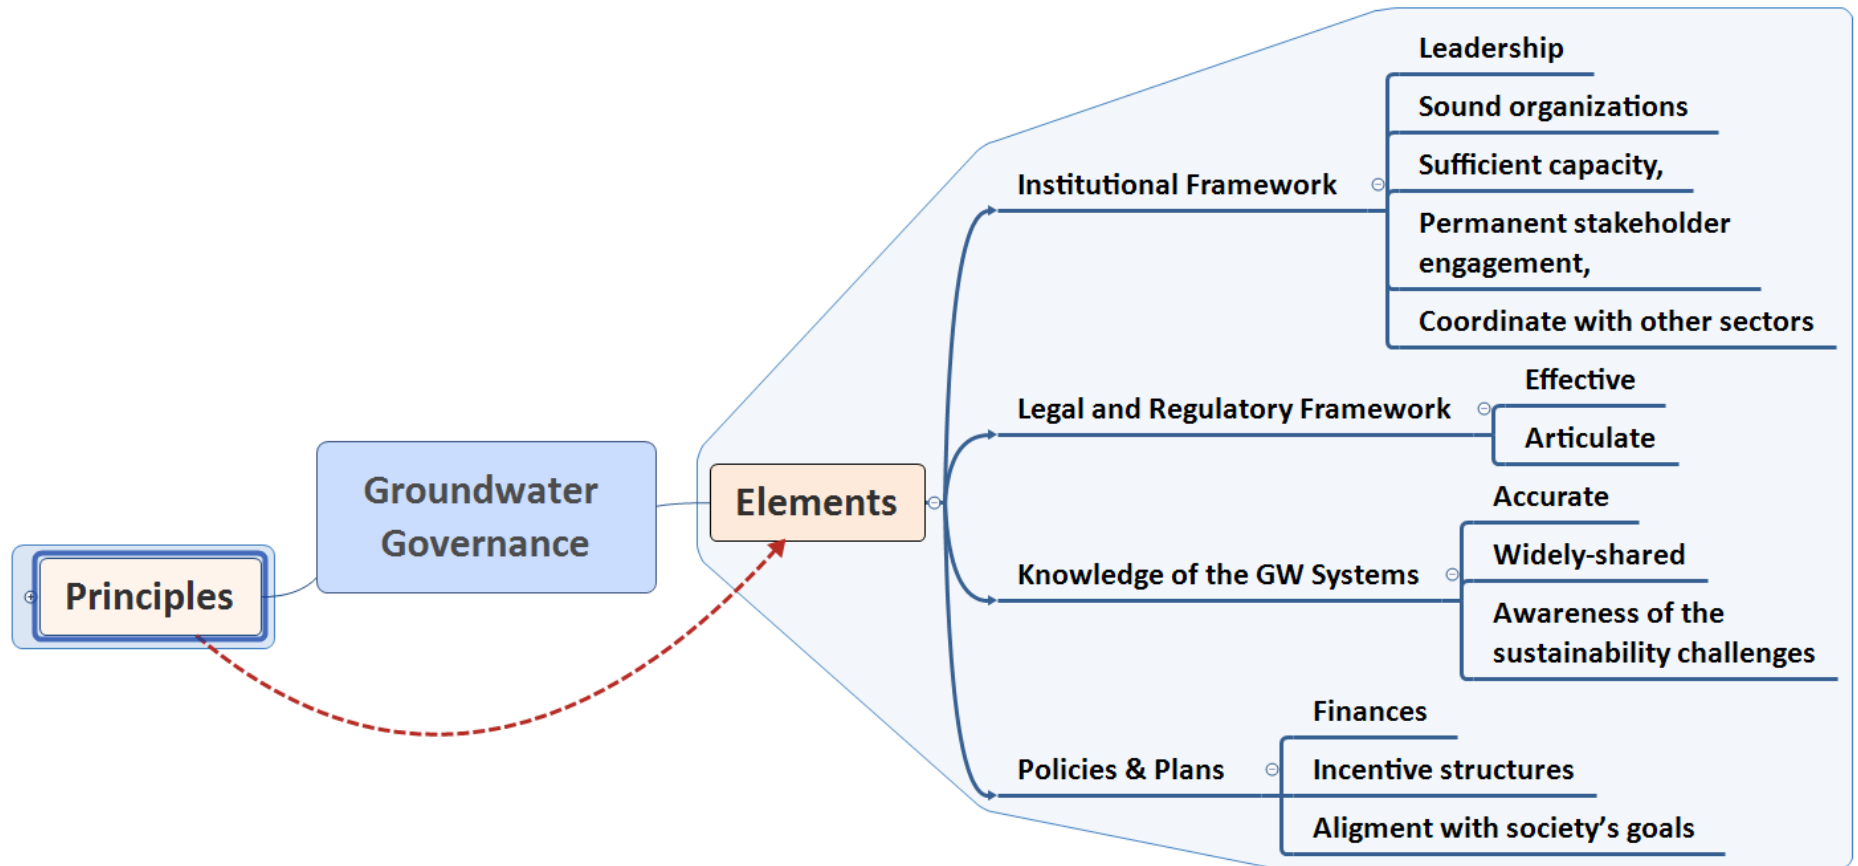 Principles
Groundwater
Governance
Elements
Institutional Framework
Leadership
Sound organizations
Sufficient capacity,
Permanent stakeholder
engagement,
Coordinate with other sectors
Legal and Regulatory Framework
Effective
Articulate
Knowledge of the GW Systems
Accurate
Widely-shared
Awareness of the
sustainability challenges
Policies & Plans
Finances
Incentive structures
Aligment with society’s goals